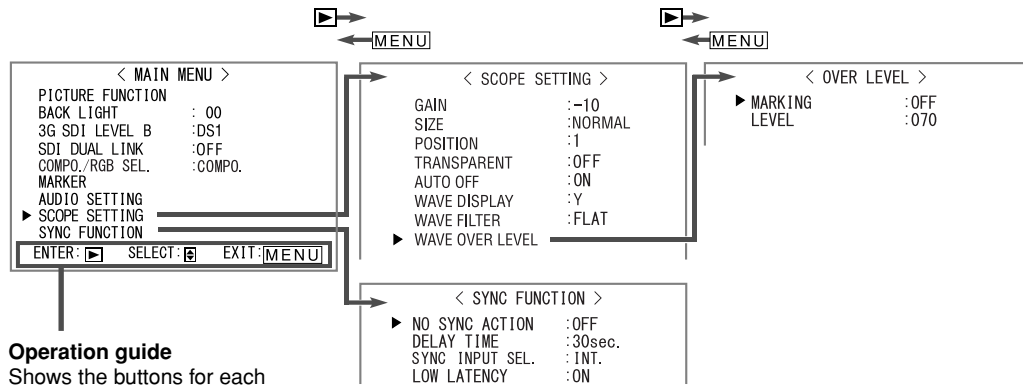 MENU
MENU
< MAIN MENU >
PICTURE FUNCTION
BACK LIGHT : 00
3G SDI LEVEL B :DS1
SDI DUAL LINK :OFF
COMPO./RGB SEL. :COMPO.
MARKER
AUDIO SETTING
▶ SCOPE SETTING
SYNC FUNCTION
ENTER: ▶ SELECT: EXIT: MENU
< SCOPE SETTING >
GAIN :-10
SIZE :NORMAL
POSITION :1
TRANSPARENT :OFF
AUTO OFF :ON
WAVE DISPLAY :Y
WAVE FILTER :FLAT
▶ WAVE OVER LEVEL
< OVER LEVEL >
▶ MARKING :OFF
LEVEL :070
< SYNC FUNCTION >
▶ NO SYNC ACTION :OFF
DELAY TIME :30sec.
SYNC INPUT SEL. :INT.
LOW LATENCY :ON
Operation guide
Shows the buttons for each